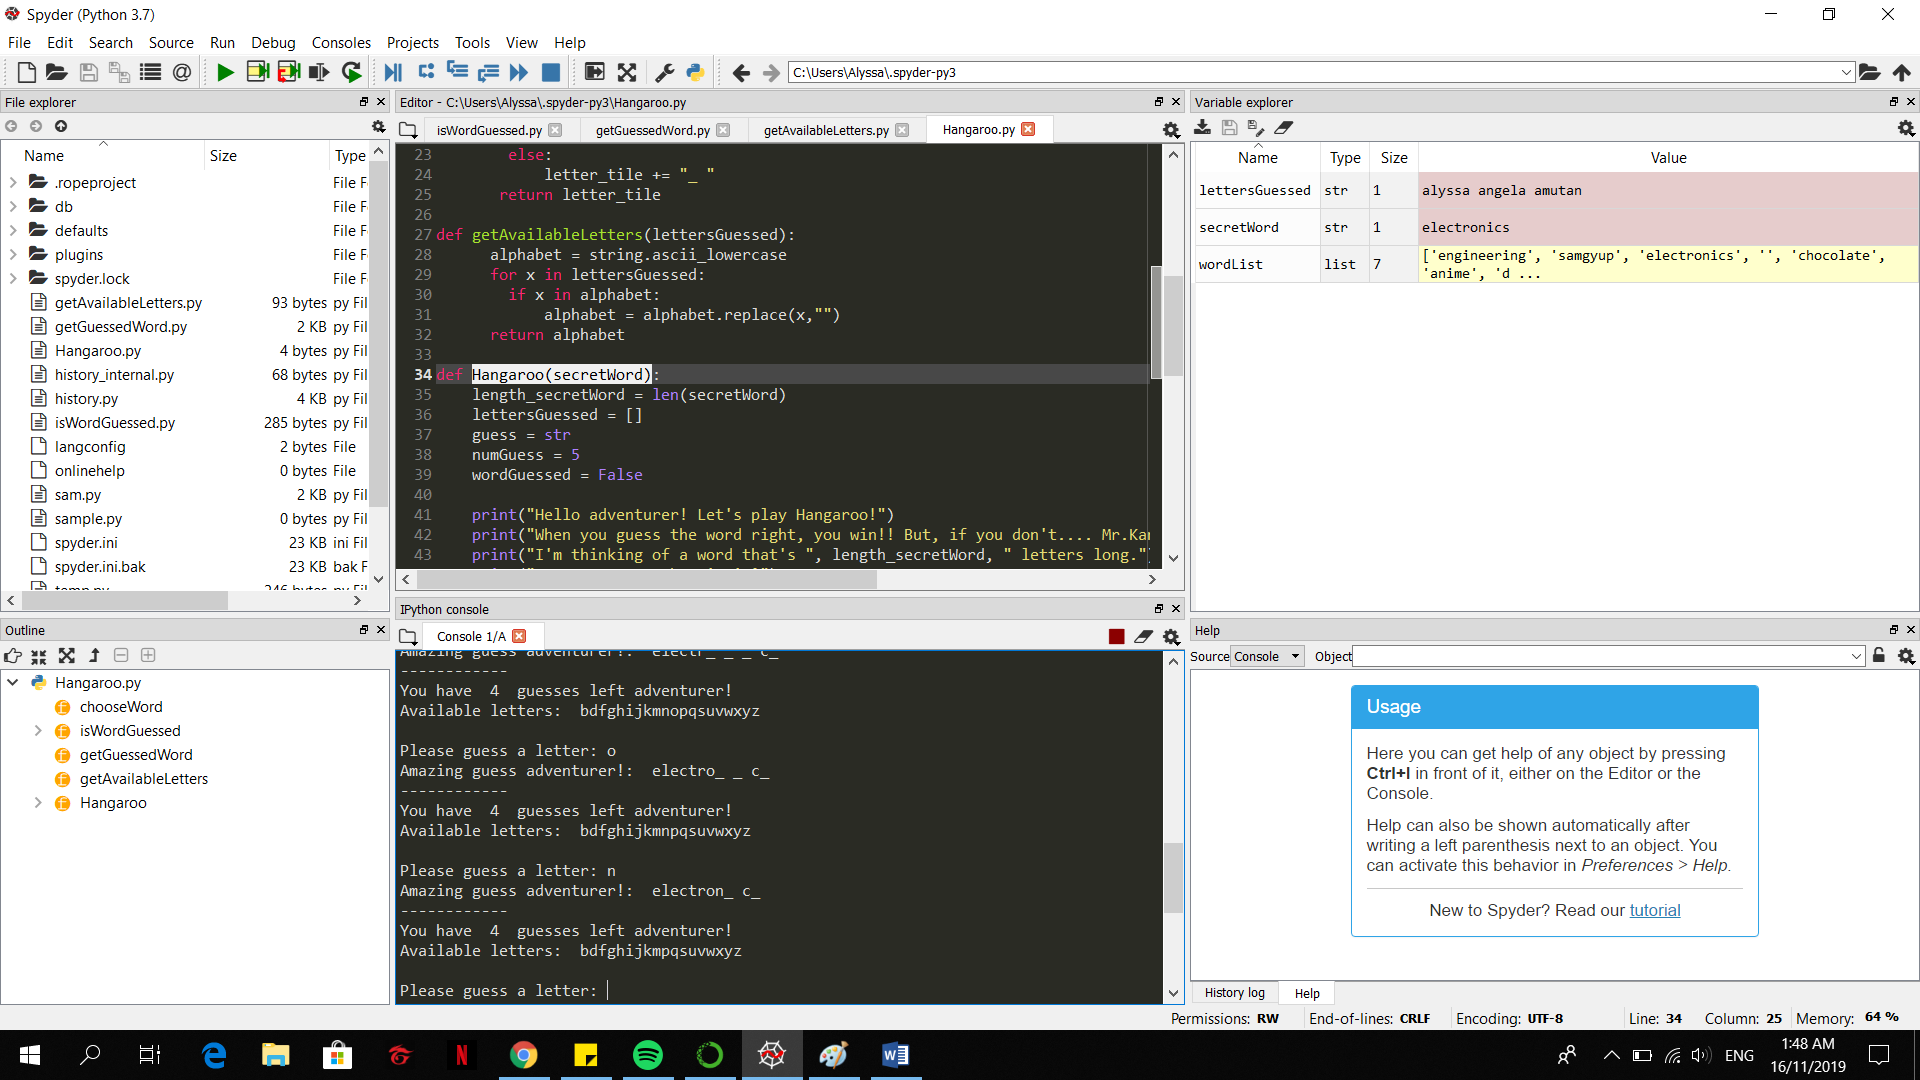 Spyder (Python 3.7)
File Edit Search Source Run Debug Consoles Projects Tools View Help
C:\Users\Alyssa\.spyder-py3
File explorer
Name Size Type
.ropeproject File F
db File F
defaults File F
plugins File F
spyder.lock File F
getAvailableLetters.py 93 bytes py Fil
getGuessedWord.py 2 KB py Fil
Hangaroo.py 4 bytes py Fil
history_internal.py 68 bytes py Fil
history.py 4 KB py Fil
isWordGuessed.py 285 bytes py Fil
langconfig 2 bytes File
onlinehelp 0 bytes File
sam.py 2 KB py Fil
sample.py 0 bytes py Fil
spyder.ini 23 KB ini Fil
spyder.ini.bak 23 KB bak F
temp.py 246 bytes py Fil
Outline
Hangaroo.py
chooseWord
isWordGuessed
getGuessedWord
getAvailableLetters
Hangaroo
Editor - C:\Users\Alyssa\.spyder-py3\Hangaroo.py
isWordGuessed.py getGuessedWord.py getAvailableLetters.py Hangaroo.py
23 else:
24 letter_tile += "_ "
25 return letter_tile
26
27 def getAvailableLetters(lettersGuessed):
28 alphabet = string.ascii_lowercase
29 for x in lettersGuessed:
30 if x in alphabet:
31 alphabet = alphabet.replace(x,"")
32 return alphabet
33
34 def Hangaroo(secretWord):
35 length_secretWord = len(secretWord)
36 lettersGuessed = []
37 guess = str
38 numGuess = 5
39 wordGuessed = False
40
41 print("Hello adventurer! Let's play Hangaroo!")
42 print("When you guess the word right, you win!! But, if you don't.... Mr.Kan
43 print("I'm thinking of a word that's ", length_secretWord, " letters long.")
IPython console
Console 1/A
Amazing guess adventurer!: electr_ _ _ c_
------------
You have 4 guesses left adventurer!
Available letters: bdfghijkmnopqsuvwxyz
Please guess a letter: o
Amazing guess adventurer!: electro_ _ c_
------------
You have 4 guesses left adventurer!
Available letters: bdfghijkmnpqsuvwxyz
Please guess a letter: n
Amazing guess adventurer!: electron_ c_
------------
You have 4 guesses left adventurer!
Available letters: bdfghijkmpqsuvwxyz
Please guess a letter:
Variable explorer
Name Type Size Value
lettersGuessed str 1 alyssa angela amutan
secretWord str 1 electronics
wordList list 7 ['engineering', 'samgyup', 'electronics', '', 'chocolate',
'anime', 'd ...
Help
Source Console Object
Usage
Here you can get help of any object by pressing
Ctrl+I in front of it, either on the Editor or the
Console.
Help can also be shown automatically after
writing a left parenthesis next to an object. You
can activate this behavior in Preferences > Help.
New to Spyder? Read our tutorial
History log Help
Permissions: RW End-of-lines: CRLF Encoding: UTF-8 Line: 34 Column: 25 Memory: 64 %
ENG
1:48 AM
16/11/2019